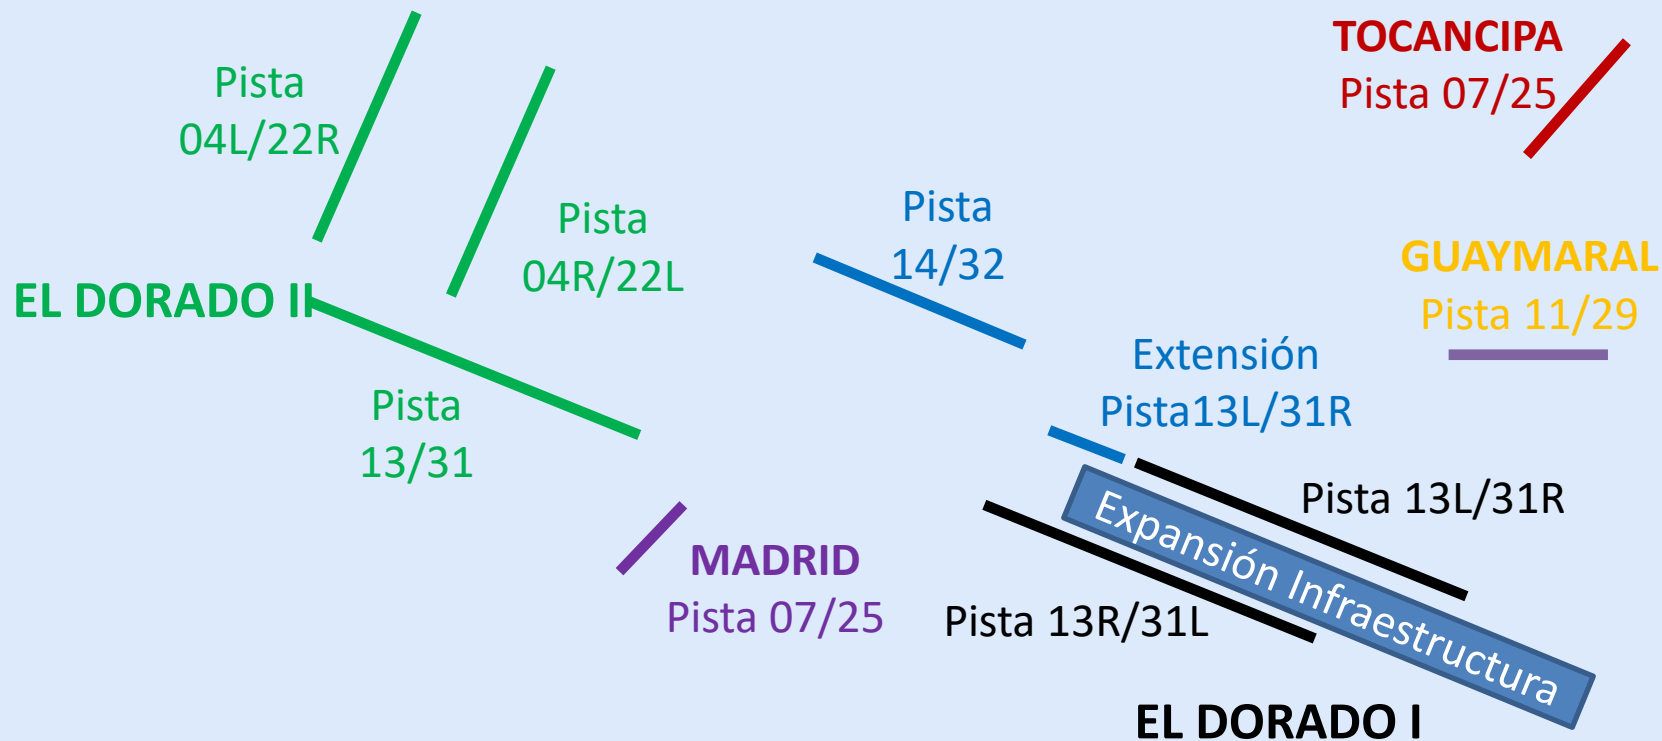 Pista
04L/22R
Pista
04R/22L
EL DORADO II
Pista
13/31
MADRID
Pista 07/25
Pista
14/32
TOCANCIPA
Pista 07/25
GUAYMARAL
Pista 11/29
Extensión
Pista13L/31R
Pista 13L/31R
Expansión Infraestructura
Pista 13R/31L
EL DORADO I